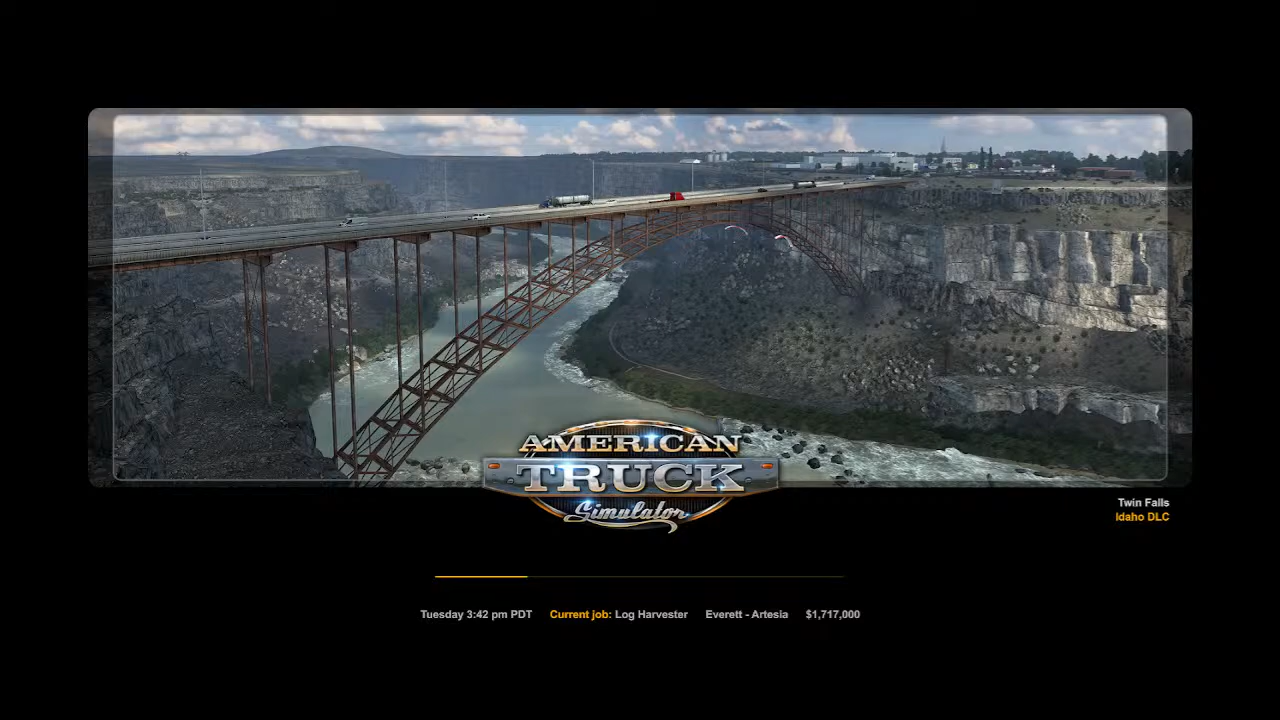 AMERICAN
TRUCK
Simulator
Twin Falls
Idaho DLC
Tuesday 3:42 pm PDT Current job: Log Harvester Everett - Artesia $1,717,000